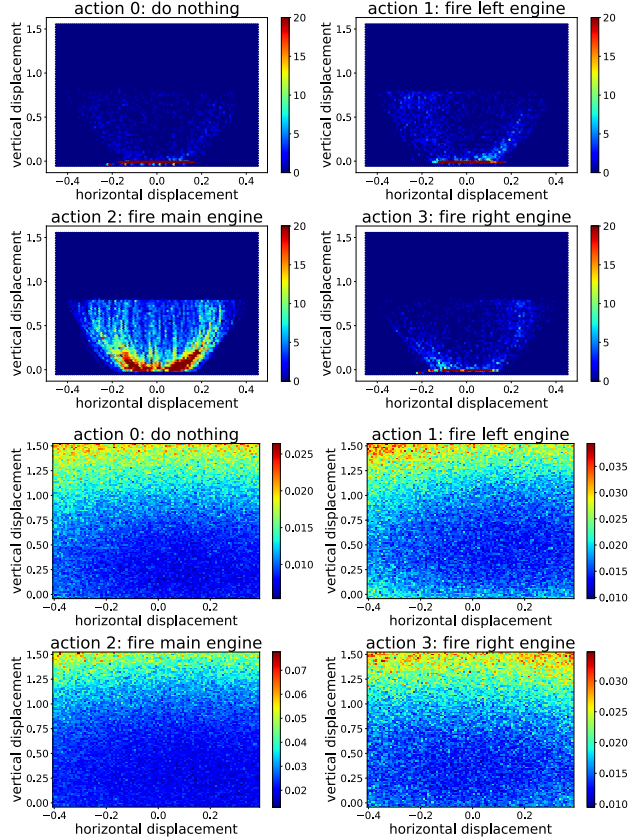 action 0: do nothing
vertical displacement
1.5
1.0
0.5
0.0
−0.4 −0.2 0.0 0.2 0.4
horizontal displacement
20
15
10
5
0
action 1: fire left engine
vertical displacement
1.5
1.0
0.5
0.0
−0.4 −0.2 0.0 0.2 0.4
horizontal displacement
20
15
10
5
0
action 2: fire main engine
vertical displacement
1.5
1.0
0.5
0.0
−0.4 −0.2 0.0 0.2 0.4
horizontal displacement
20
15
10
5
0
action 3: fire right engine
vertical displacement
1.5
1.0
0.5
0.0
−0.4 −0.2 0.0 0.2 0.4
horizontal displacement
20
15
10
5
0
action 0: do nothing
vertical displacement
1.50
1.25
1.00
0.75
0.50
0.25
0.00
−0.4 −0.2 0.0 0.2
horizontal displacement
0.025
0.020
0.015
0.010
action 1: fire left engine
vertical displacement
1.50
1.25
1.00
0.75
0.50
0.25
0.00
−0.4 −0.2 0.0 0.2
horizontal displacement
0.035
0.030
0.025
0.020
0.015
0.010
action 2: fire main engine
vertical displacement
1.50
1.25
1.00
0.75
0.50
0.25
0.00
−0.4 −0.2 0.0 0.2
horizontal displacement
0.07
0.06
0.05
0.04
0.03
0.02
action 3: fire right engine
vertical displacement
1.50
1.25
1.00
0.75
0.50
0.25
0.00
−0.4 −0.2 0.0 0.2
horizontal displacement
0.030
0.025
0.020
0.015
0.010